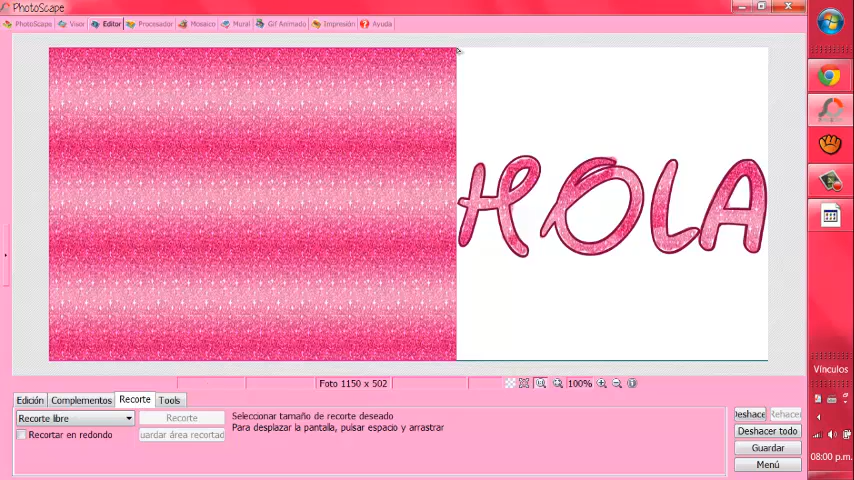 PhotoScape
PhotoScape Visor Editor Procesador Mosaico Mural Gif Animado Impresión Ayuda
HOLA
Foto 1150 x 502
100%
Edición Complementos Recorte Tools
Recorte libre
Recorte
Recortar en redondo
uardar área recortad
Seleccionar tamaño de recorte deseado
Para desplazar la pantalla, pulsar espacio y arrastrar
Deshace
Rehacer
Deshacer todo
Guardar
Menú
Vínculos
08:00 p.m.